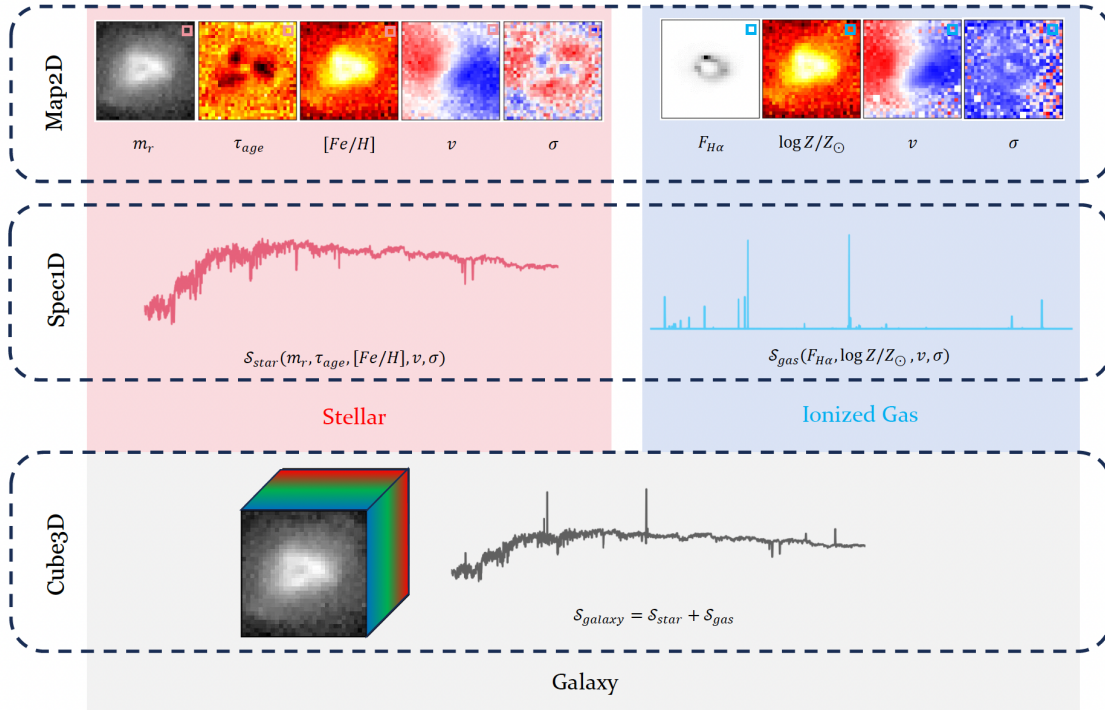 Map2D
m_r τ_age [Fe/H] v σ
F_Hα log Z/Z_⊙ v σ
Spec1D
S_star(m_r, τ_age, [Fe/H], v, σ)
S_gas(F_Hα, log Z/Z_⊙, v, σ)
Stellar
Ionized Gas
Cube3D
S_galaxy = S_star + S_gas
Galaxy